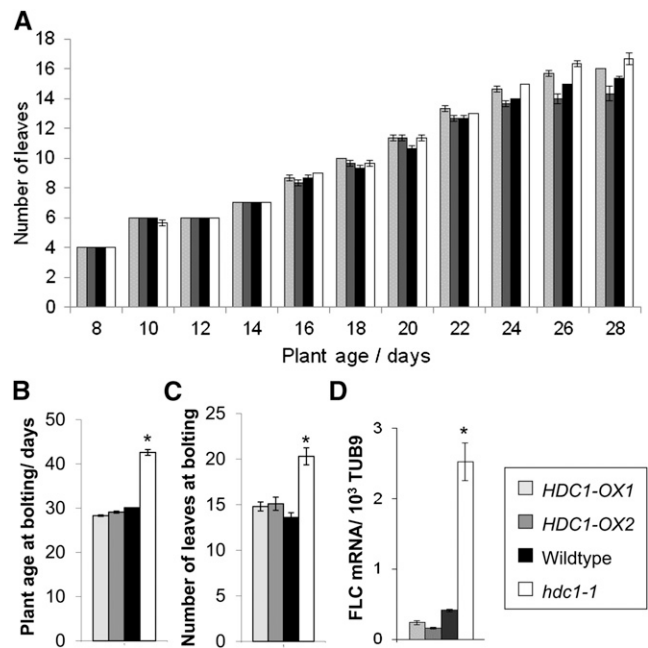 A
Number of leaves
18
16
14
12
10
8
6
4
2
0
8 10 12 14 16 18 20 22 24 26 28
Plant age / days
B
Plant age at bolting/ days
50
40
30
20
10
0
*
C
Number of leaves at bolting
25
20
15
10
5
0
*
D
FLC mRNA/ 10³ TUB9
3
2
1
0
*
HDC1-OX1
HDC1-OX2
Wildtype
hdc1-1